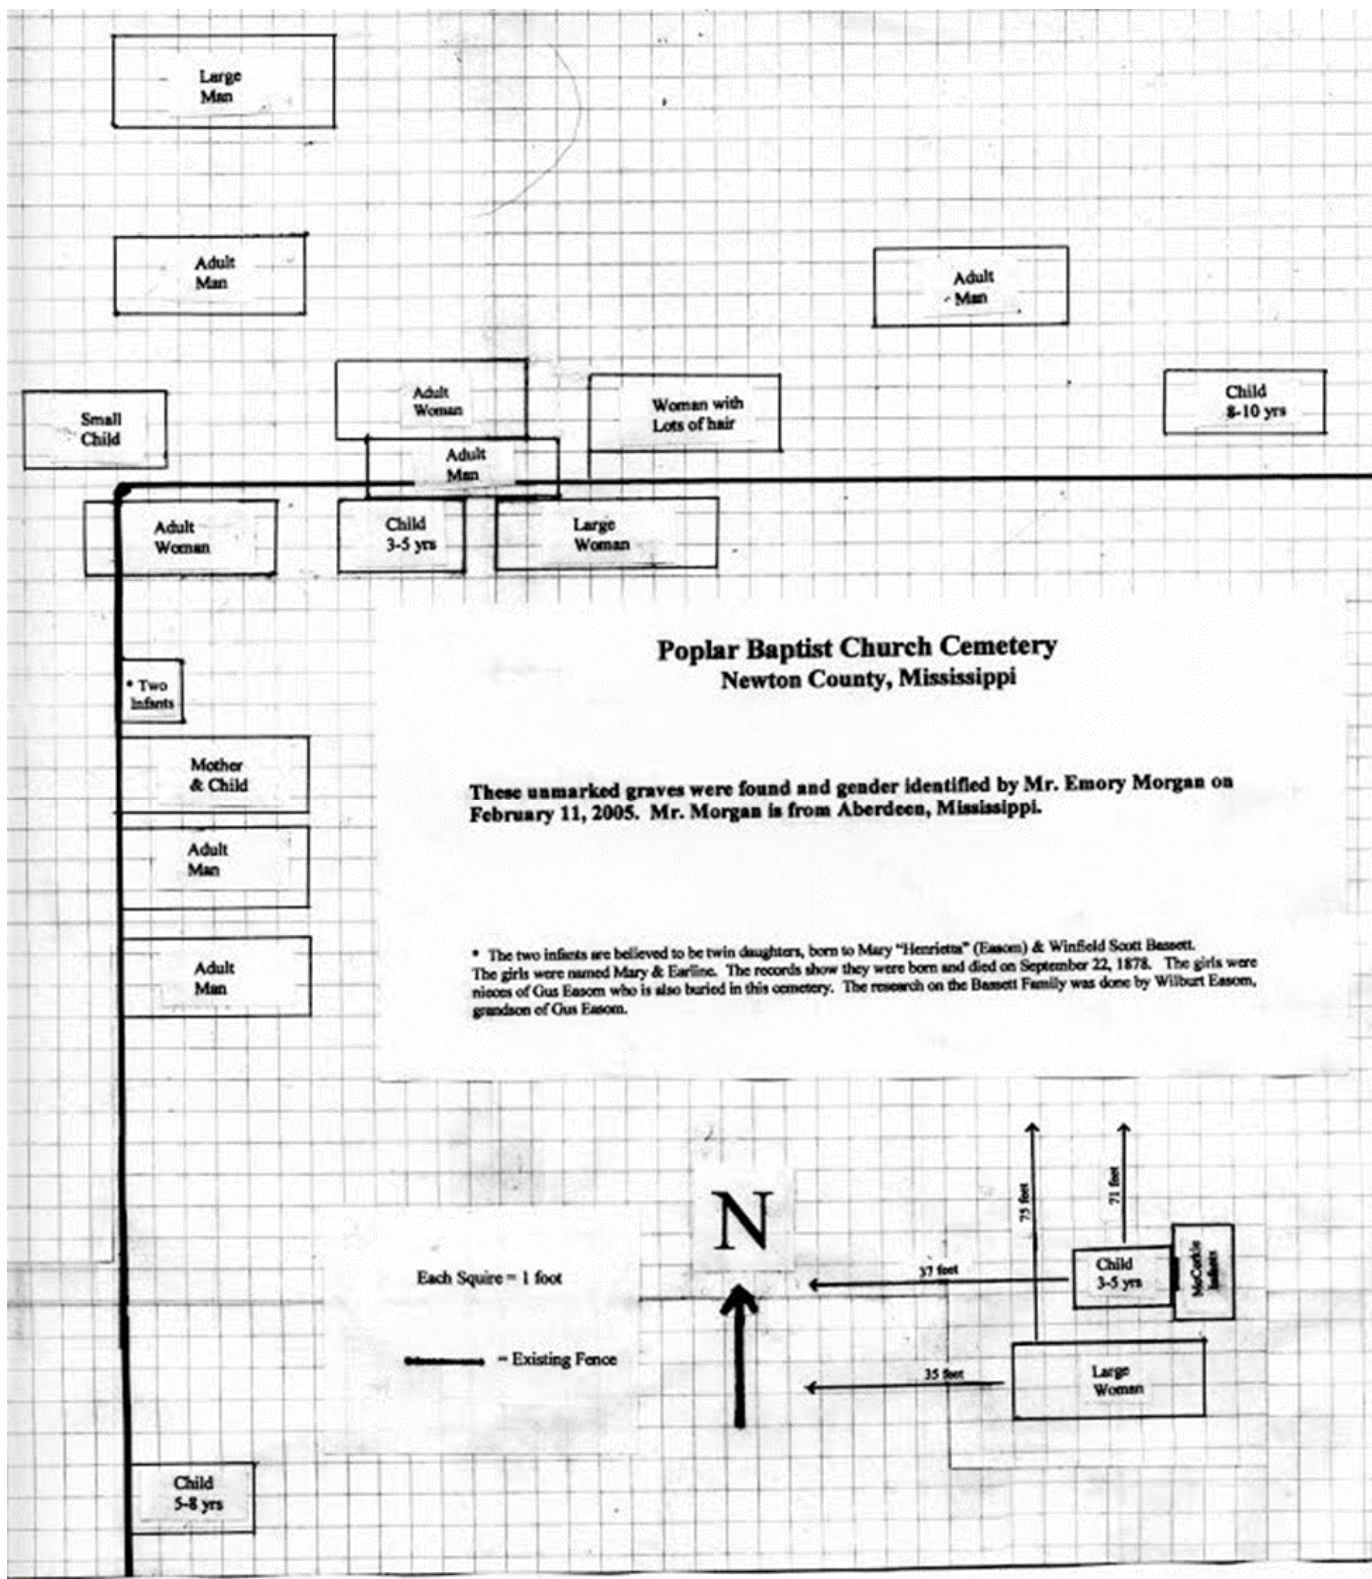 Large
Man
Adult
Man
Adult
Man
Small
Child
Adult
Woman
Woman with
Lots of hair
Child
8-10 yrs
Adult
Man
Adult
Woman
Child
3-5 yrs
Large
Woman
Poplar Baptist Church Cemetery
Newton County, Mississippi
* Two
Infants
Mother
& Child
These unmarked graves were found and gender identified by Mr. Emory Morgan on
February 11, 2005. Mr. Morgan is from Aberdeen, Mississippi.
Adult
Man
Adult
Man
* The two infants are believed to be twin daughters, born to Mary "Henrietta" (Easom) & Winfield Scott Bassett.
The girls were named Mary & Earline. The records show they were born and died on September 22, 1878. The girls were
nieces of Gus Easom who is also buried in this cemetery. The research on the Bassett Family was done by Wilburt Easom,
grandson of Gus Easom.
75 feet
71 feet
N
Each Squire = 1 foot
37 feet
Child
3-5 yrs
McCorkle
Infants
= Existing Fence
35 feet
Large
Woman
Child
5-8 yrs